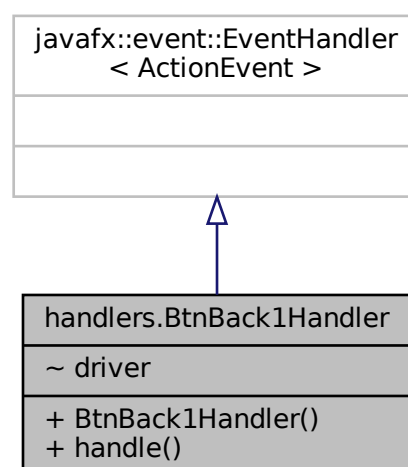 javafx::event::EventHandler
< ActionEvent >
handlers.BtnBack1Handler
~ driver
+ BtnBack1Handler()
+ handle()